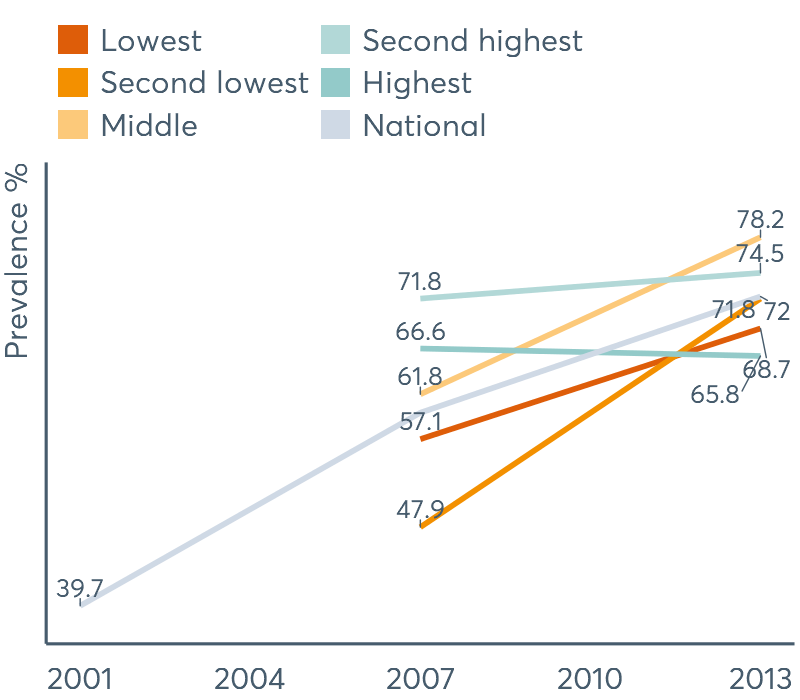 Lowest
Second lowest
Middle
Second highest
Highest
National
Prevalence %
78.2
74.5
71.8
71.8
72
66.6
61.8
68.7
65.8
57.1
47.9
39.7
2001 2004 2007 2010 2013